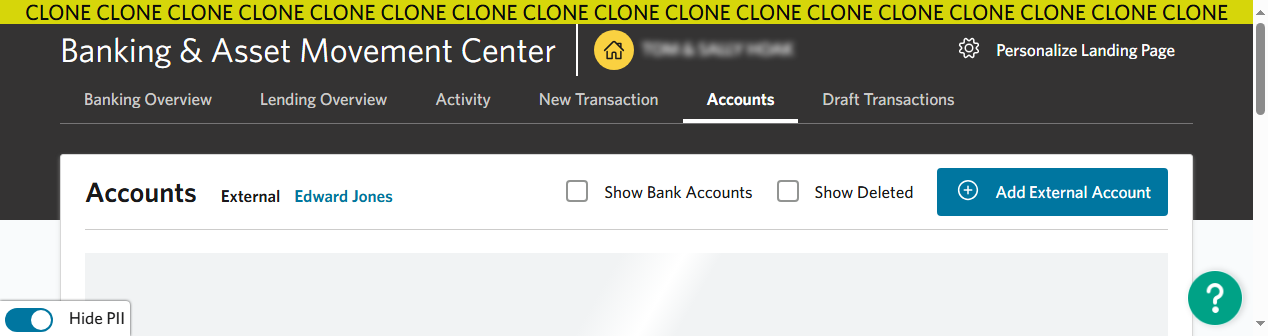 CLONE CLONE CLONE CLONE CLONE CLONE CLONE CLONE CLONE CLONE CLONE CLONE CLONE CLONE CLONE CLONE CLONE
Banking & Asset Movement Center
Personalize Landing Page
Banking Overview Lending Overview Activity New Transaction Accounts Draft Transactions
Accounts External Edward Jones Show Bank Accounts Show Deleted Add External Account
?
Hide PII